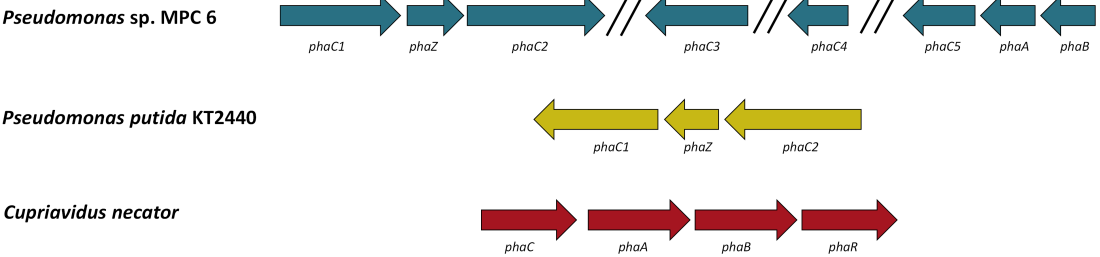 Pseudomonas sp. MPC 6
phaC1 phaZ phaC2 phaC3 phaC4 phaC5 phaA phaB
Pseudomonas putida KT2440
phaC1 phaZ phaC2
Cupriavidus necator
phaC phaA phaB phaR